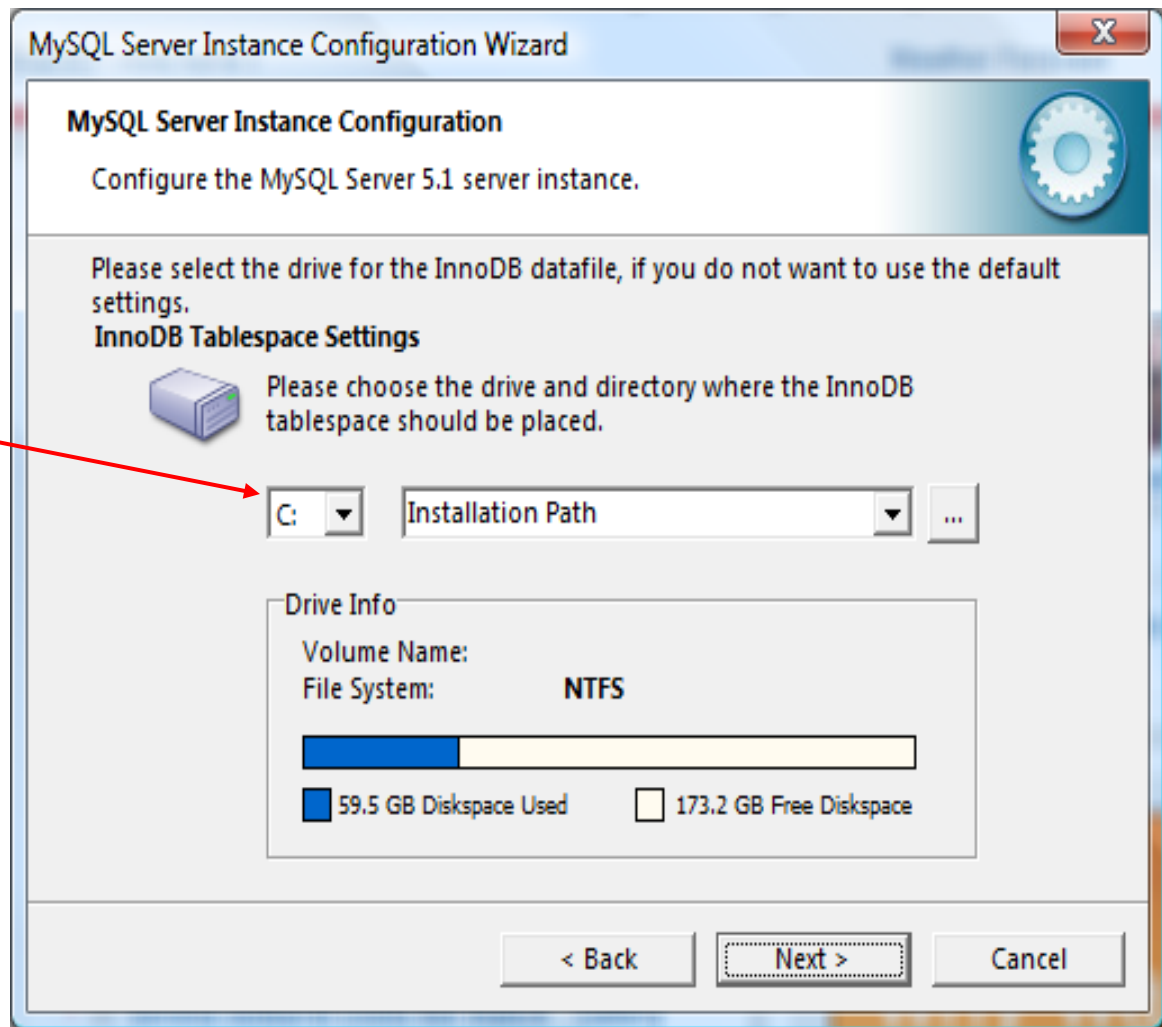 MySQL Server Instance Configuration Wizard
X
MySQL Server Instance Configuration
Configure the MySQL Server 5.1 server instance.
Please select the drive for the InnoDB datafile, if you do not want to use the default
settings.
InnoDB Tablespace Settings
Please choose the drive and directory where the InnoDB
tablespace should be placed.
C: Installation Path ...
Drive Info
Volume Name:
File System: NTFS
59.5 GB Diskspace Used 173.2 GB Free Diskspace
< Back Next > Cancel